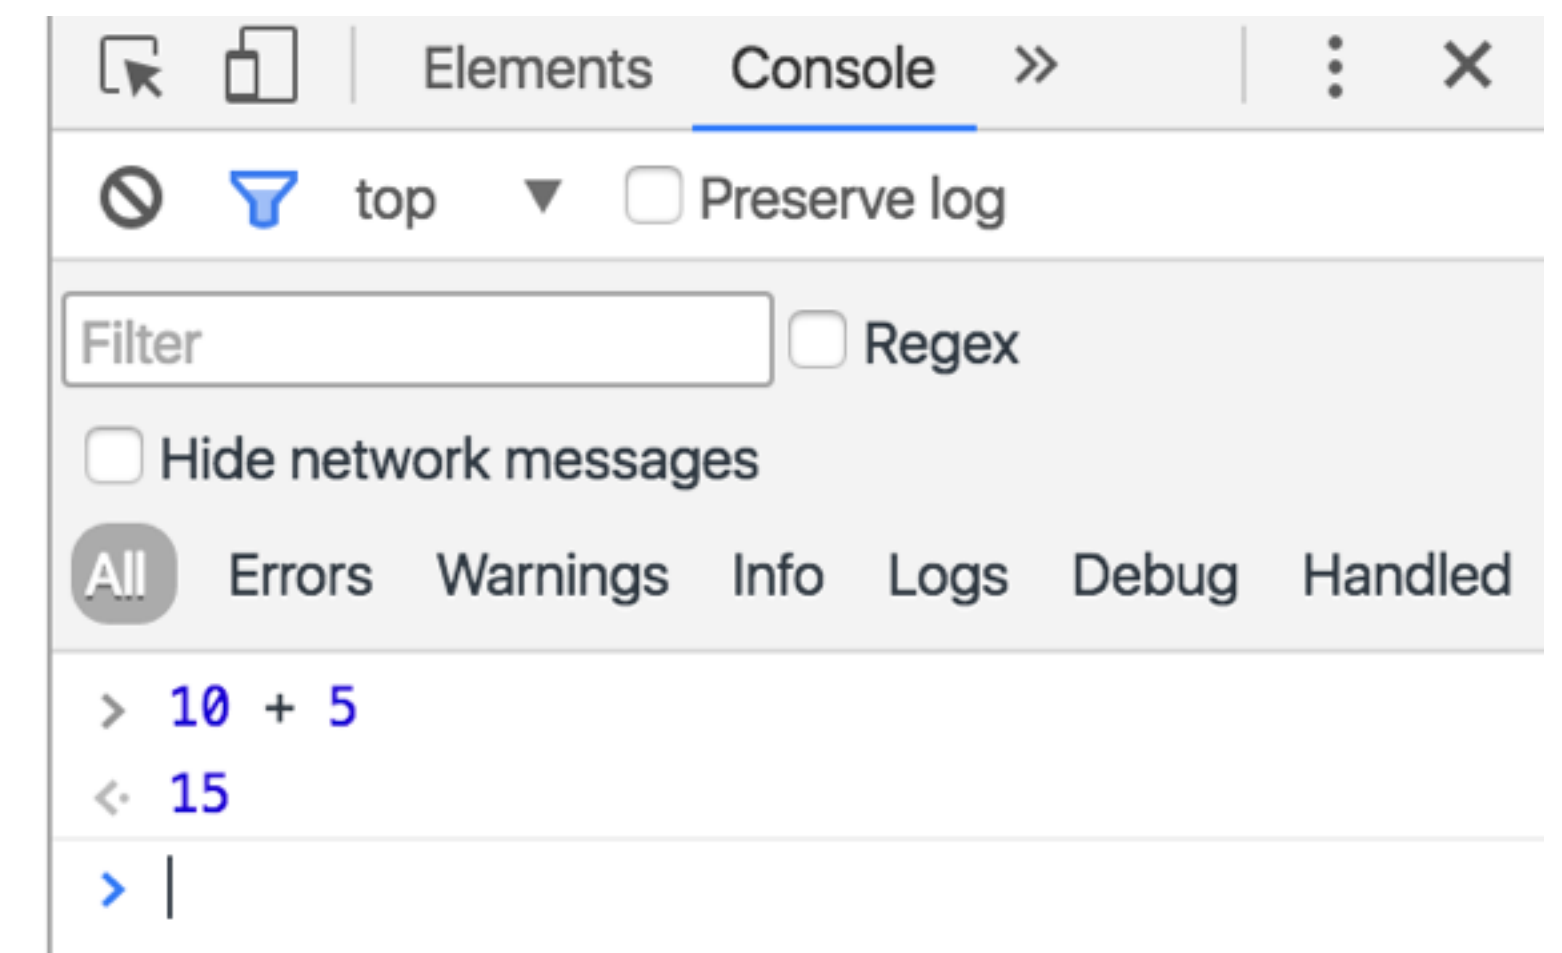 Elements Console »
top ▼ Preserve log
Filter Regex
Hide network messages
All Errors Warnings Info Logs Debug Handled
> 10 + 5
<· 15
>